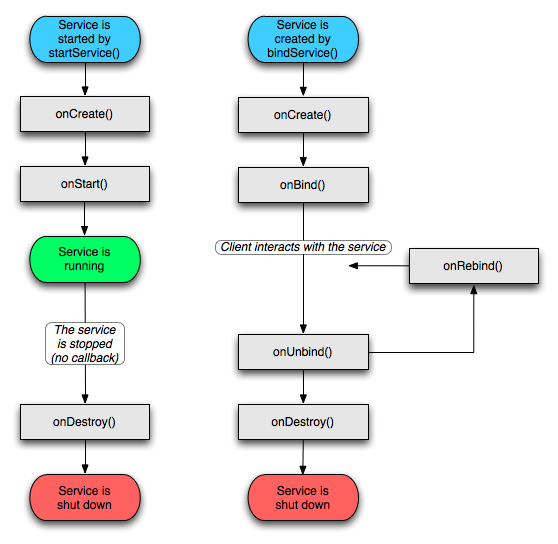 Service is
started by
startService()
onCreate()
onStart()
Service is
running
The service
is stopped
(no callback)
onDestroy()
Service is
shut down
Service is
created by
bindService()
onCreate()
onBind()
Client interacts with the service
onRebind()
onUnbind()
onDestroy()
Service is
shut down